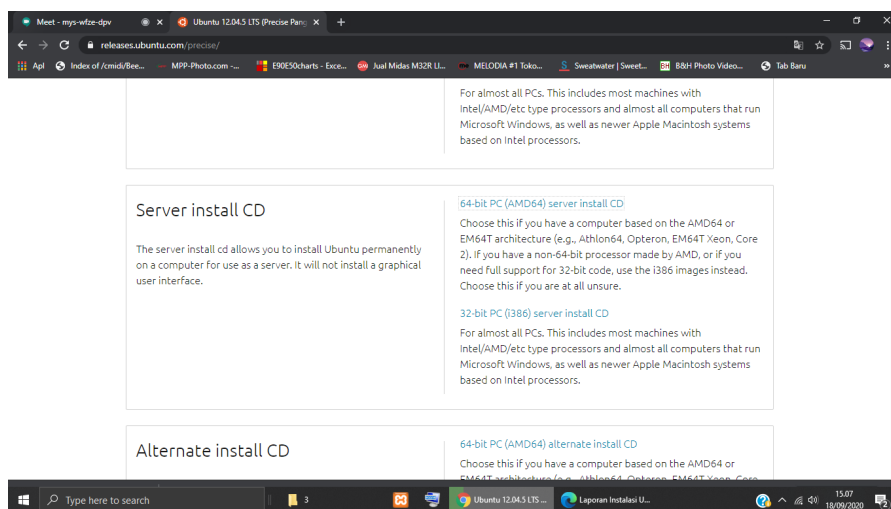 Meet - mys-wfze-dpv
Ubuntu 12.04.5 LTS (Precise Pang
releases.ubuntu.com/precise/
Apl
Index of /cmidi/Bee...
MPP-Photo.com -...
E90E50charts - Exce...
Jual Midas M32R LI...
MELODIA #1 Toko...
Sweatwater | Sweet...
B&H Photo Video...
Tab Baru
»
For almost all PCs. This includes most machines with
Intel/AMD/etc type processors and almost all computers that run
Microsoft Windows, as well as newer Apple Macintosh systems
based on Intel processors.
Server install CD
The server install cd allows you to install Ubuntu permanently
on a computer for use as a server. It will not install a graphical
user interface.
64-bit PC (AMD64) server install CD
Choose this if you have a computer based on the AMD64 or
EM64T architecture (e.g., Athlon64, Opteron, EM64T Xeon, Core
2). If you have a non-64-bit processor made by AMD, or if you
need full support for 32-bit code, use the i386 images instead.
Choose this if you are at all unsure.
32-bit PC (i386) server install CD
For almost all PCs. This includes most machines with
Intel/AMD/etc type processors and almost all computers that run
Microsoft Windows, as well as newer Apple Macintosh systems
based on Intel processors.
Alternate install CD
64-bit PC (AMD64) alternate install CD
Choose this if you have a computer based on the AMD64 or
EM64T architecture (e.g., Athlon64, Opteron, EM64T Xeon, Core
Type here to search
3
Ubuntu 12.04.5 LTS ...
Laporan Instalasi U...
15.07
18/09/2020
2